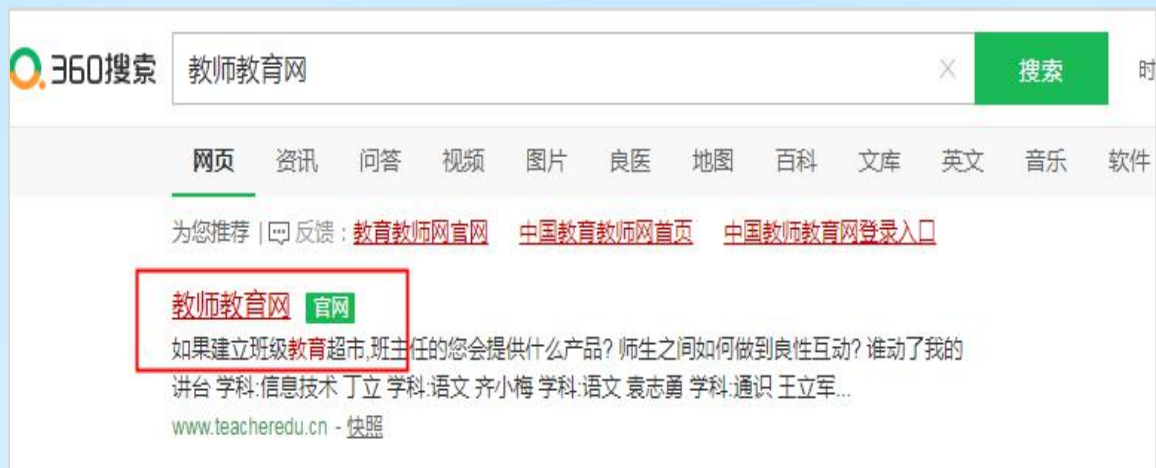 360搜索 教师教育网 X 搜索 时
网页 资讯 问答 视频 图片 良医 地图 百科 文库 英文 音乐 软件
为您推荐 | 反馈：教育教师网官网 中国教育教师网首页 中国教师教育网登录入口
教师教育网 官网
如果建立班级教育超市,班主任的您会提供什么产品? 师生之间如何做到良性互动? 谁动了我的
讲台 学科:信息技术 丁立 学科:语文 齐小梅 学科:语文 袁志勇 学科:通识 王立军...
www.teacheredu.cn - 快照